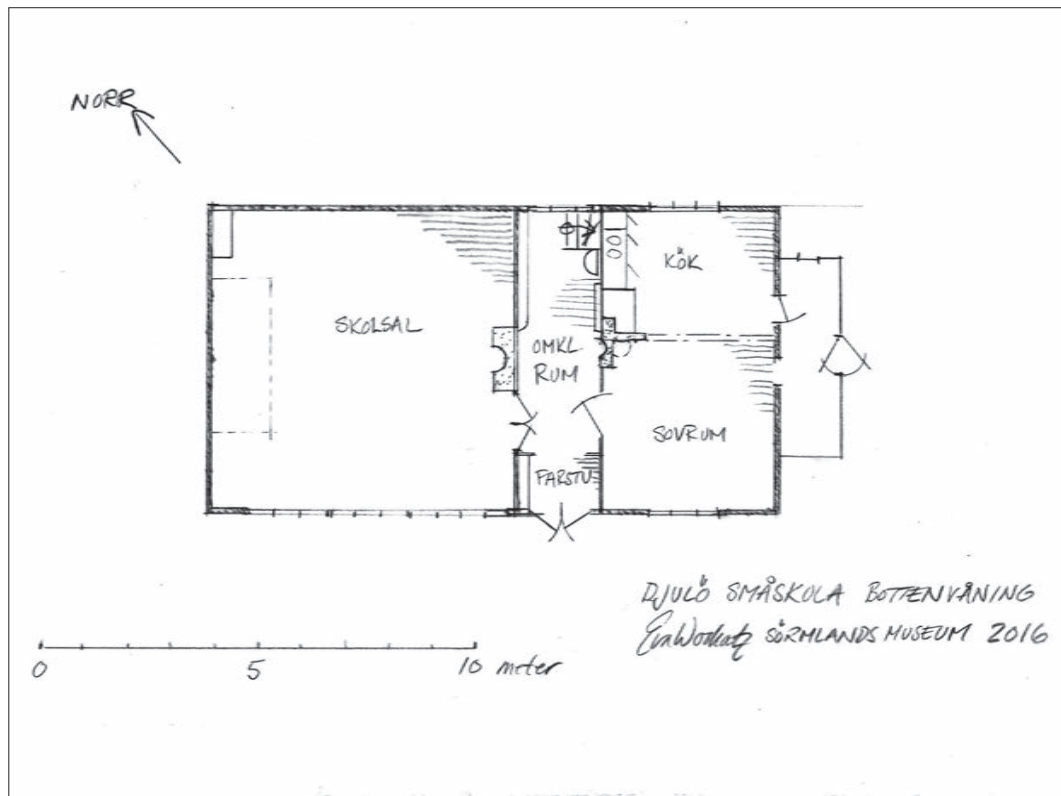 NORR
SKOLSAL
OMKL.
RUM
KÖK
SOVRUM
FARSTU
DJULÖ SMÅSKOLA BOTTENVÅNING
SÖRMLANDS MUSEUM 2016
0 5 10 meter